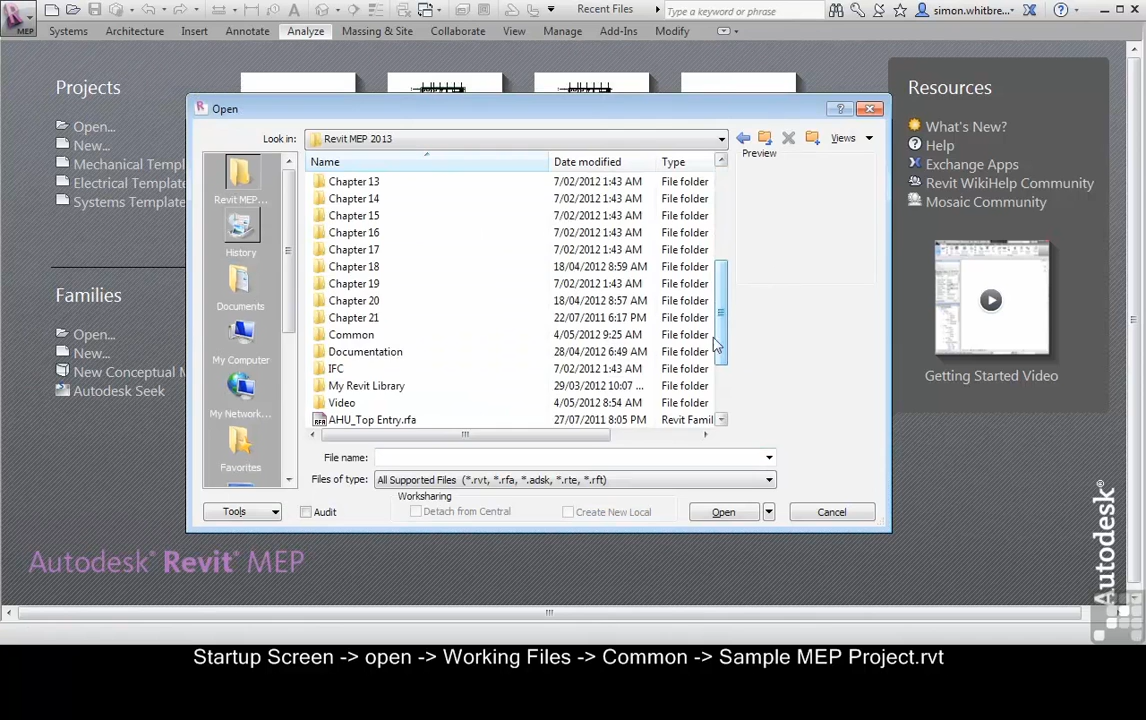 MEP
Recent Files
Type a keyword or phrase
simon.whitbre...
Systems Architecture Insert Annotate Analyze Massing & Site Collaborate View Manage Add-Ins Modify
Projects
Open...
New...
Mechanical Templ
Electrical Template
Systems Template
Families
Open...
New...
New Conceptual M
Autodesk Seek
Open
Look in: Revit MEP 2013
Views
Name Date modified Type
Preview
Chapter 13 7/02/2012 1:43 AM File folder
Chapter 14 7/02/2012 1:43 AM File folder
Chapter 15 7/02/2012 1:43 AM File folder
Chapter 16 7/02/2012 1:43 AM File folder
Chapter 17 7/02/2012 1:43 AM File folder
Chapter 18 18/04/2012 8:59 AM File folder
Chapter 19 7/02/2012 1:43 AM File folder
Chapter 20 18/04/2012 8:57 AM File folder
Chapter 21 22/07/2011 6:17 PM File folder
Common 4/05/2012 9:25 AM File folder
Documentation 28/04/2012 6:49 AM File folder
IFC 7/02/2012 1:43 AM File folder
My Revit Library 29/03/2012 10:07 ... File folder
Video 4/05/2012 8:54 AM File folder
AHU_Top Entry.rfa 27/07/2011 8:05 PM Revit Famil
Revit MEP...
History
Documents
My Computer
My Network...
Favorites
File name:
Files of type: All Supported Files (*.rvt, *.rfa, *.adsk, *.rte, *.rft)
Worksharing
Tools Audit Detach from Central Create New Local Open Cancel
Resources
What's New?
Help
Exchange Apps
Revit WikiHelp Community
Mosaic Community
Getting Started Video
Autodesk® Revit® MEP
Autodesk®
Startup Screen -> open -> Working Files -> Common -> Sample MEP Project.rvt